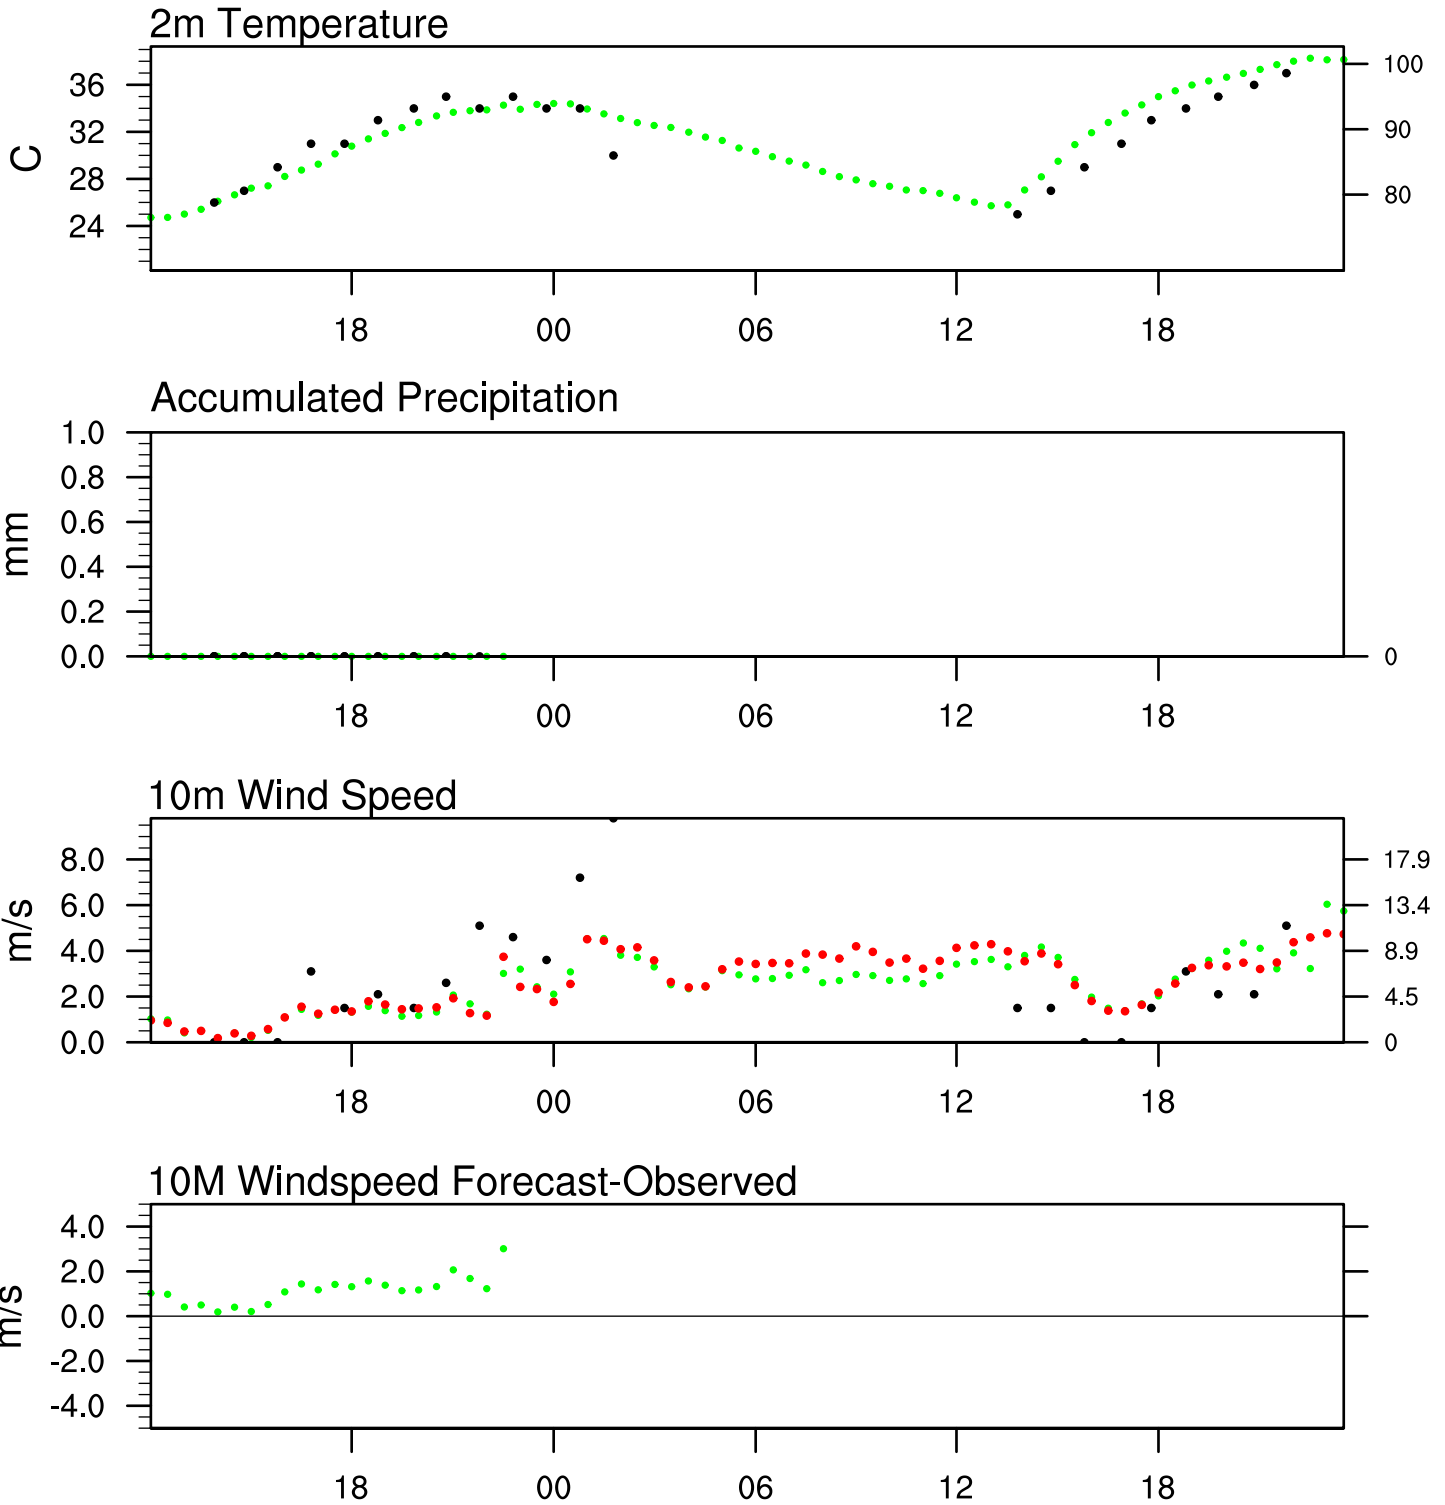 2m Temperature
36
32
28
24
C
100
90
80
18 00 06 12 18
Accumulated Precipitation
1.0
0.8
0.6
0.4
0.2
0.0
mm
0
18 00 06 12 18
10m Wind Speed
8.0
6.0
4.0
2.0
0.0
m/s
17.9
13.4
8.9
4.5
0
18 00 06 12 18
10M Windspeed Forecast-Observed
4.0
2.0
0.0
-2.0
-4.0
m/s
18 00 06 12 18